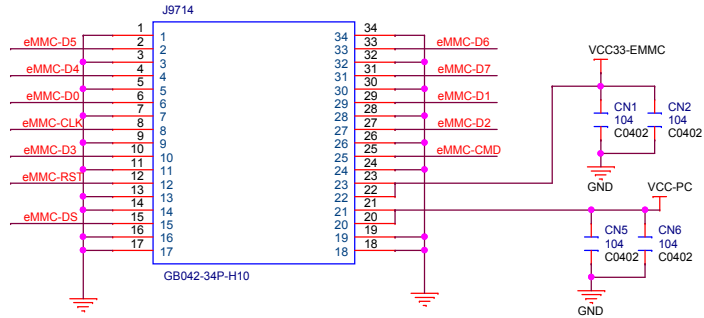 J9714
1 1 34 34
eMMC-D5 2 2 33 33 eMMC-D6
3 3 32 32
eMMC-D4 4 4 31 31 eMMC-D7
5 5 30 30
eMMC-D0 6 6 29 29 eMMC-D1
7 7 28 28
eMMC-CLK 8 8 27 27 eMMC-D2
9 9 26 26
eMMC-D3 10 10 25 25 eMMC-CMD
11 11 24 24
eMMC-RST 12 12 23 23
13 13 22 22
14 14 21 21
eMMC-DS 15 15 20 20
16 16 19 19
17 17 18 18
GB042-34P-H10
VCC33-EMMC
CN1
104
C0402
CN2
104
C0402
GND
VCC-PC
CN5
104
C0402
CN6
104
C0402
GND